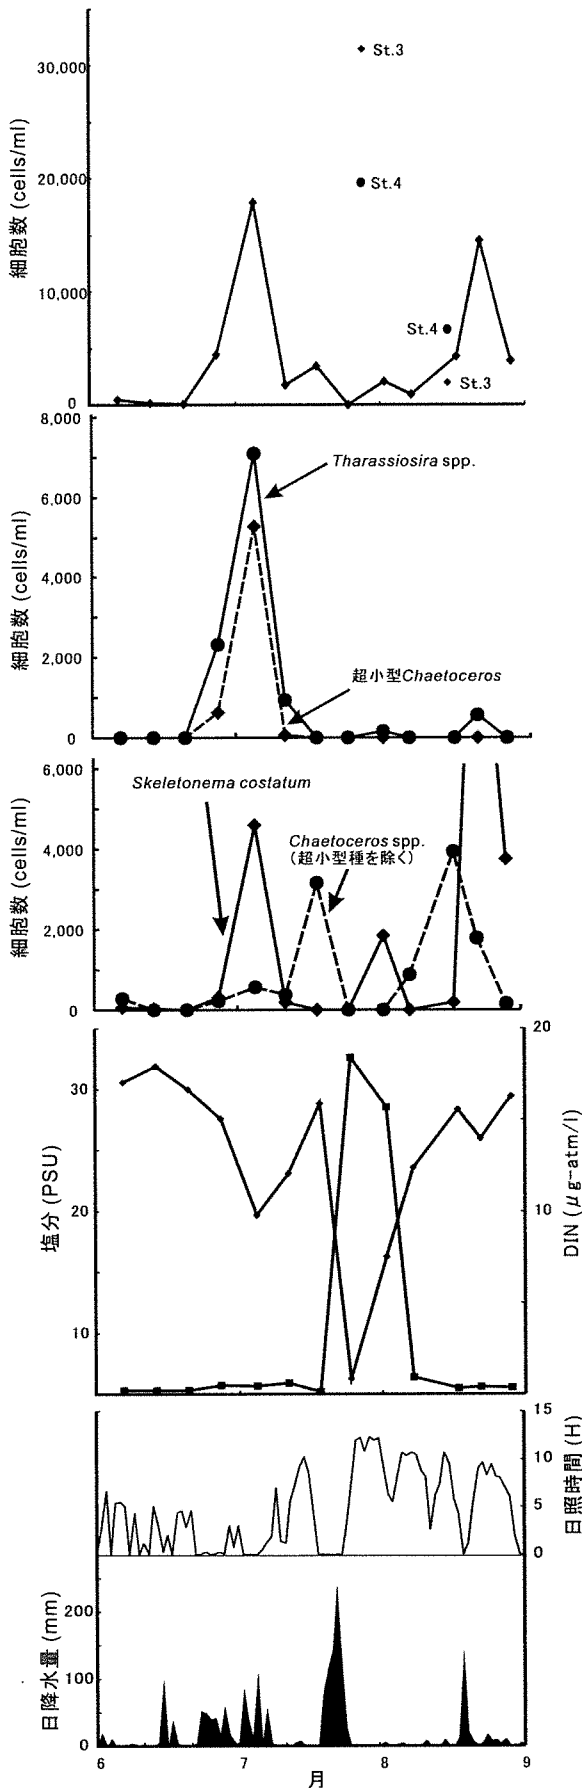 細胞数 (cells/ml)
30,000
20,000
10,000
0
St.3
St.4
St.4
St.3
細胞数 (cells/ml)
8,000
6,000
4,000
2,000
0
Tharassiosira spp.
超小型Chaetoceros
細胞数 (cells/ml)
6,000
4,000
2,000
0
Skeletonema costatum
Chaetoceros spp.
(超小型種を除く)
塩分 (PSU)
30
20
10
20
10
0
DIN (μg-atm/l)
15
10
5
0
日照時間 (H)
日降水量 (mm)
200
100
0
6
7
8
9
月